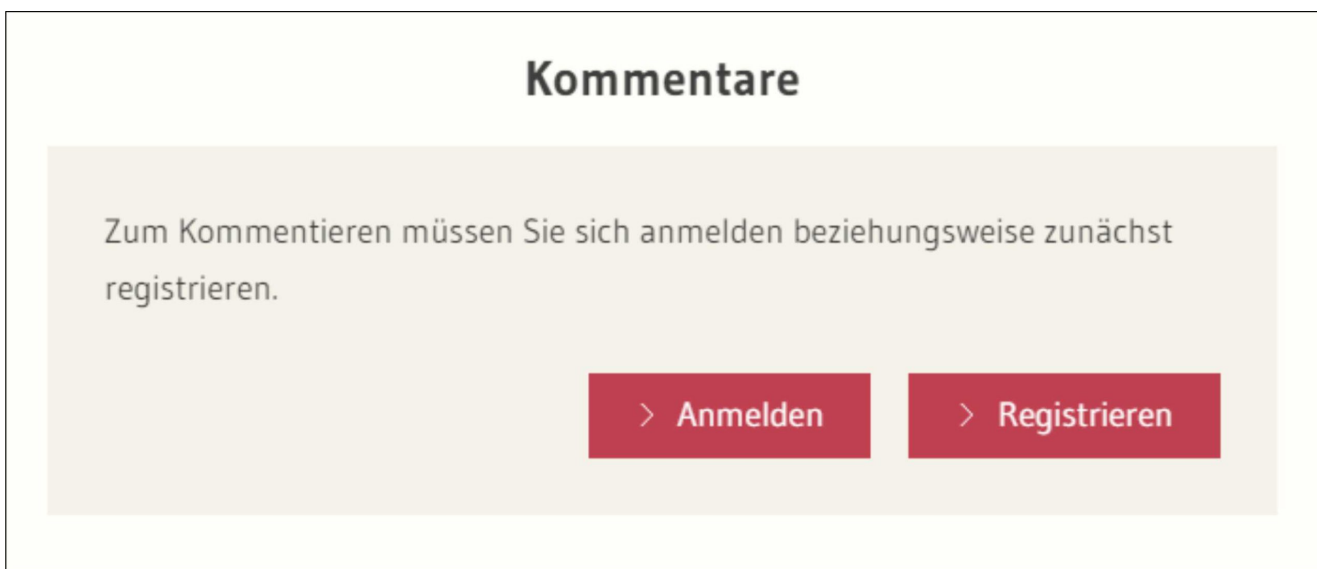 Kommentare
Zum Kommentieren müssen Sie sich anmelden beziehungsweise zunächst
registrieren.
> Anmelden > Registrieren